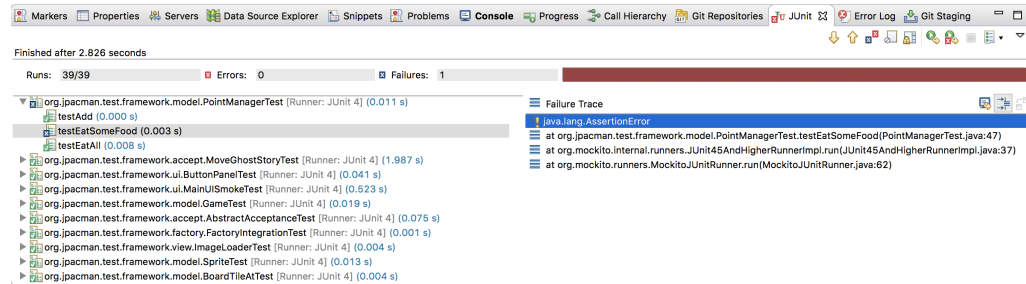 Markers Properties Servers Data Source Explorer Snippets Problems Console Progress Call Hierarchy Git Repositories JUnit Error Log Git Staging
Finished after 2.826 seconds
Runs: 39/39 Errors: 0 Failures: 1
org.jpacman.test.framework.model.PointManagerTest [Runner: JUnit 4] (0.011 s)
testAdd (0.000 s)
testEatSomeFood (0.003 s)
testEatAll (0.008 s)
org.jpacman.test.framework.accept.MoveGhostStoryTest [Runner: JUnit 4] (1.987 s)
org.jpacman.test.framework.ui.ButtonPanelTest [Runner: JUnit 4] (0.041 s)
org.jpacman.test.framework.ui.MainUISmokeTest [Runner: JUnit 4] (0.523 s)
org.jpacman.test.framework.model.GameTest [Runner: JUnit 4] (0.019 s)
org.jpacman.test.framework.accept.AbstractAcceptanceTest [Runner: JUnit 4] (0.075 s)
org.jpacman.test.framework.factory.FactoryIntegrationTest [Runner: JUnit 4] (0.001 s)
org.jpacman.test.framework.view.ImageLoaderTest [Runner: JUnit 4] (0.004 s)
org.jpacman.test.framework.model.SpriteTest [Runner: JUnit 4] (0.013 s)
org.jpacman.test.framework.model.BoardTileAtTest [Runner: JUnit 4] (0.004 s)
Failure Trace
java.lang.AssertionError
at org.jpacman.test.framework.model.PointManagerTest.testEatSomeFood(PointManagerTest.java:47)
at org.mockito.internal.runners.JUnit45AndHigherRunnerImpl.run(JUnit45AndHigherRunnerImpl.java:37)
at org.mockito.runners.MockitoJUnitRunner.run(MockitoJUnitRunner.java:62)